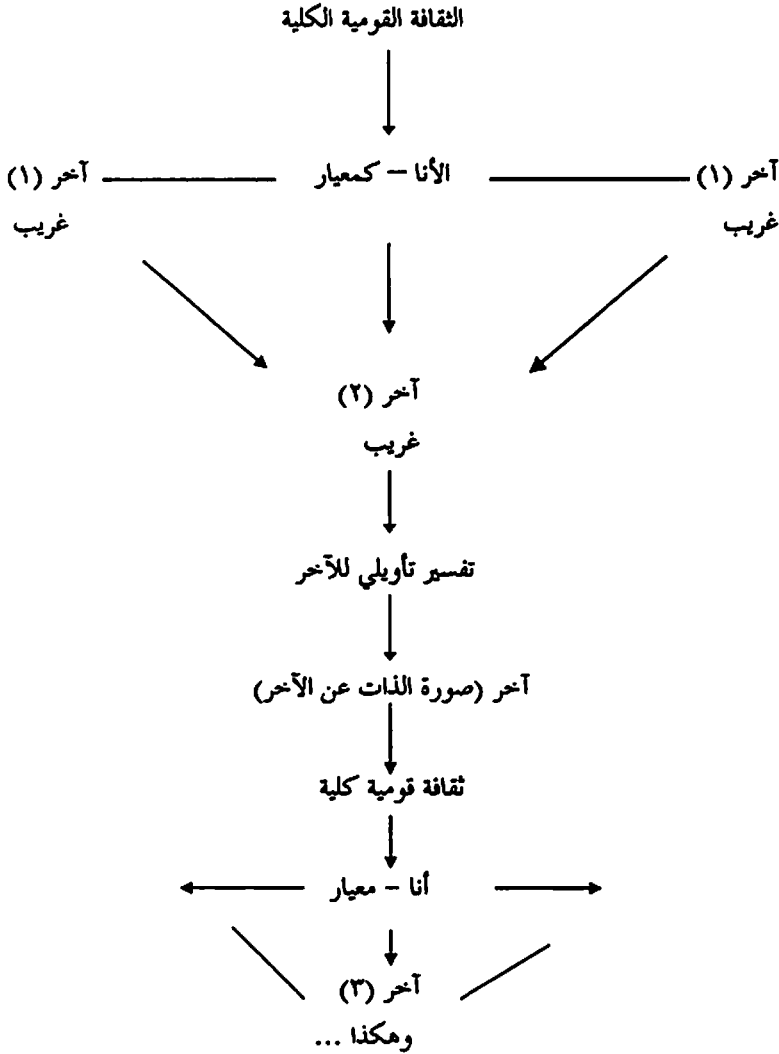 الثقافة القومية الكلية
آخر (١) الأنا – كمعيار آخر (١)
غريب غريب
آخر (٢)
غريب
تفسير تأويلي للآخر
آخر (صورة الذات عن الآخر)
ثقافة قومية كلية
أنا – معيار
آخر (٣)
وهكذا ...